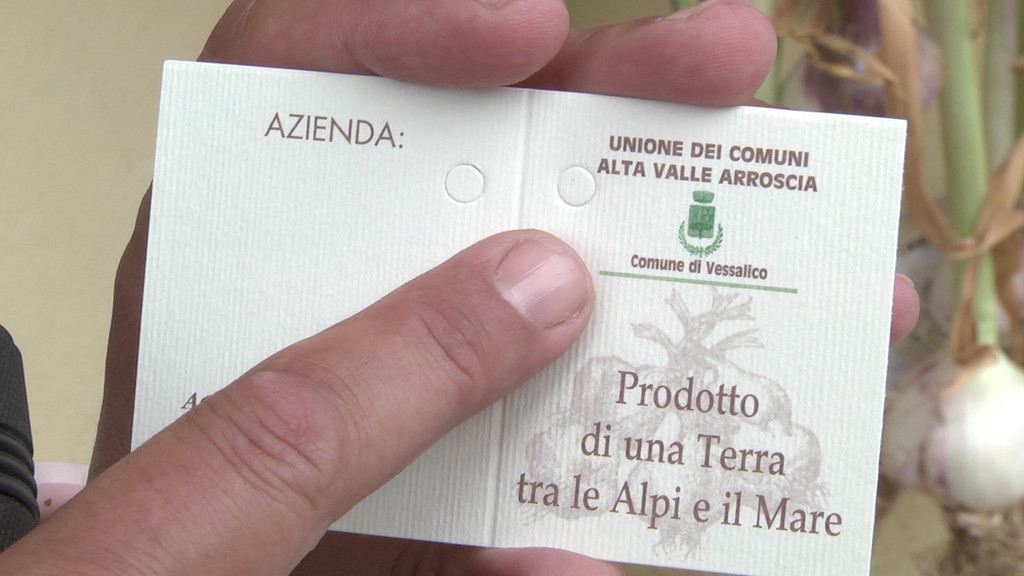 AZIENDA:
UNIONE DEI COMUNI
ALTA VALLE ARROSCIA
Comune di Vessalico
Prodotto
di una Terra
tra le Alpi e il Mare